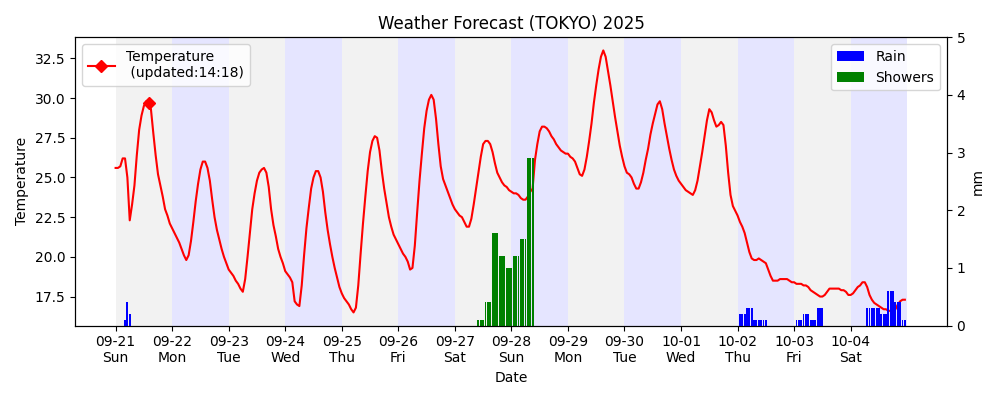 Weather Forecast (TOKYO) 2025
Temperature
(updated:14:18)
Rain
Showers
Temperature
32.5
30.0
27.5
25.0
22.5
20.0
17.5
5
4
3
2
1
0
mm
09-21 09-22 09-23 09-24 09-25 09-26 09-27 09-28 09-29 09-30 10-01 10-02 10-03 10-04
Sun Mon Tue Wed Thu Fri Sat Sun Mon Tue Wed Thu Fri Sat
Date